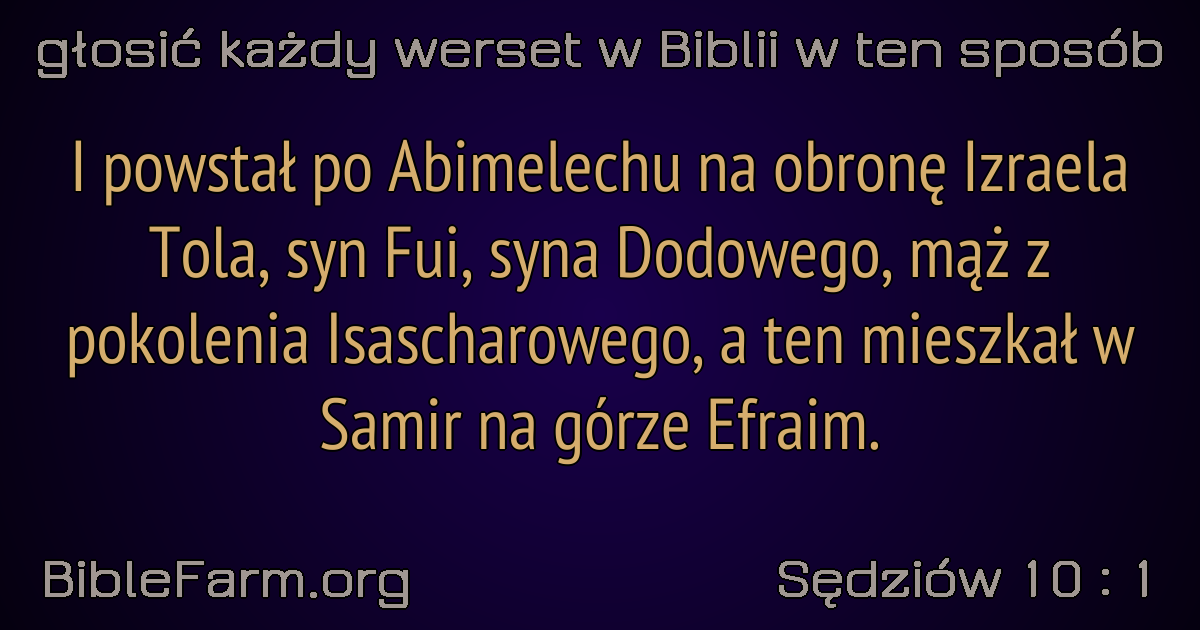 głosić każdy werset w Biblii w ten sposób
I powstał po Abimelechu na obronę Izraela
Tola, syn Fui, syna Dodowego, mąż z
pokolenia Isascharowego, a ten mieszkał w
Samir na górze Efraim.
BibleFarm.org
Sędziów 10 : 1